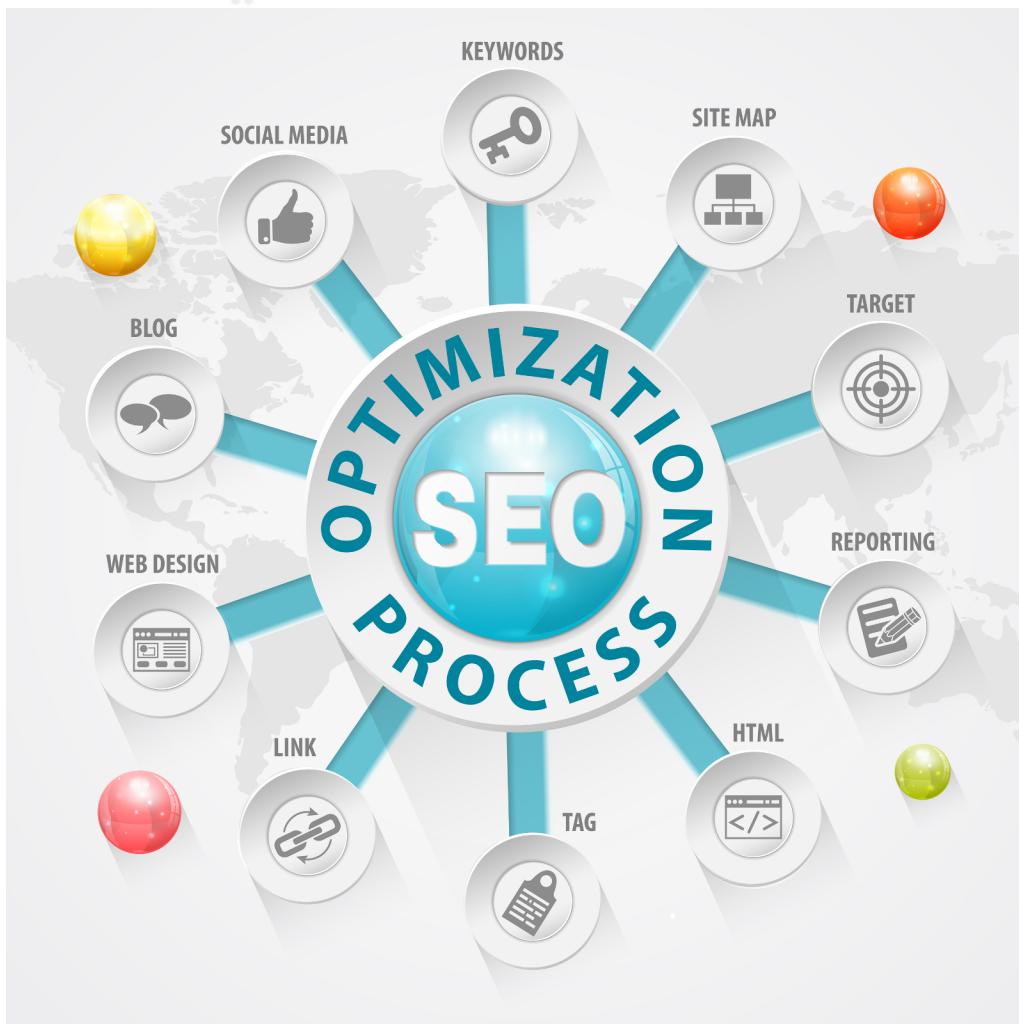 KEYWORDS
SITE MAP
SOCIAL MEDIA
TARGET
BLOG
OPTIMIZATION
SEO
PROCESS
REPORTING
WEB DESIGN
HTML
LINK
TAG
</>